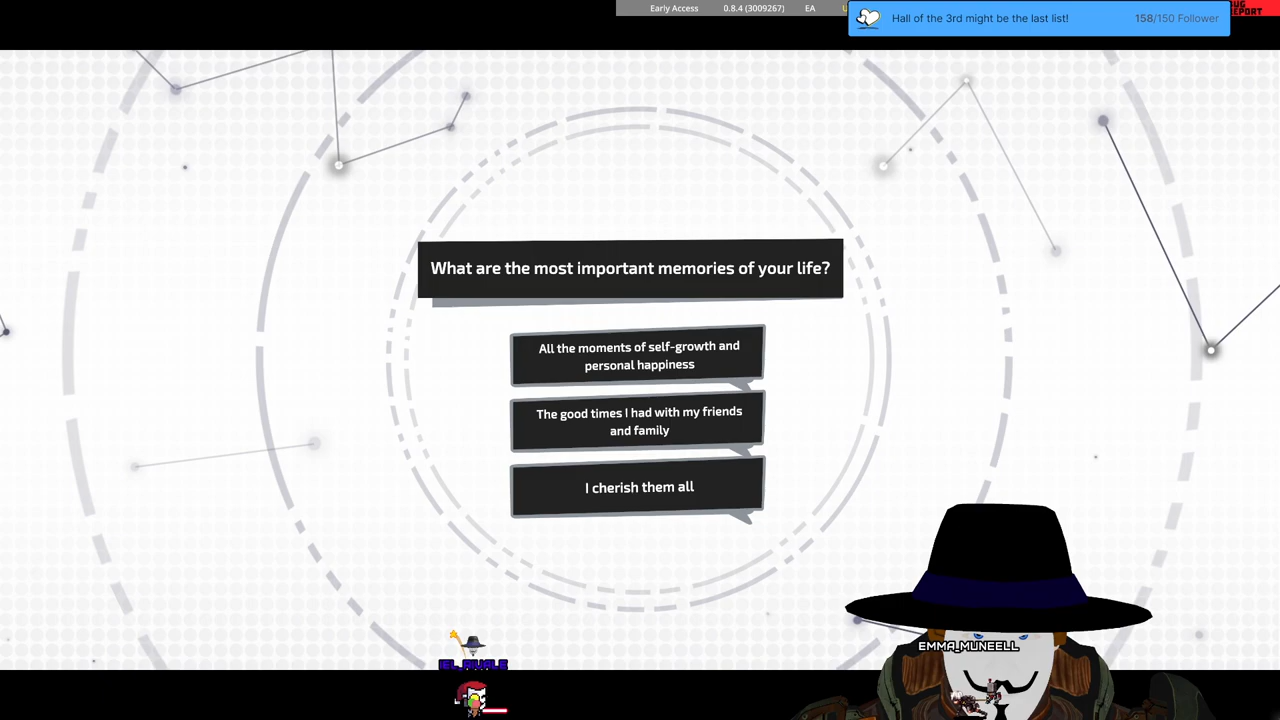 Early Access 0.8.4 (3009267) EA
Hall of the 3rd might be the last list! 158/150 Follower
REPORT
What are the most important memories of your life?
All the moments of self-growth and
personal happiness
The good times I had with my friends
and family
I cherish them all
EMMA_MUNEELL